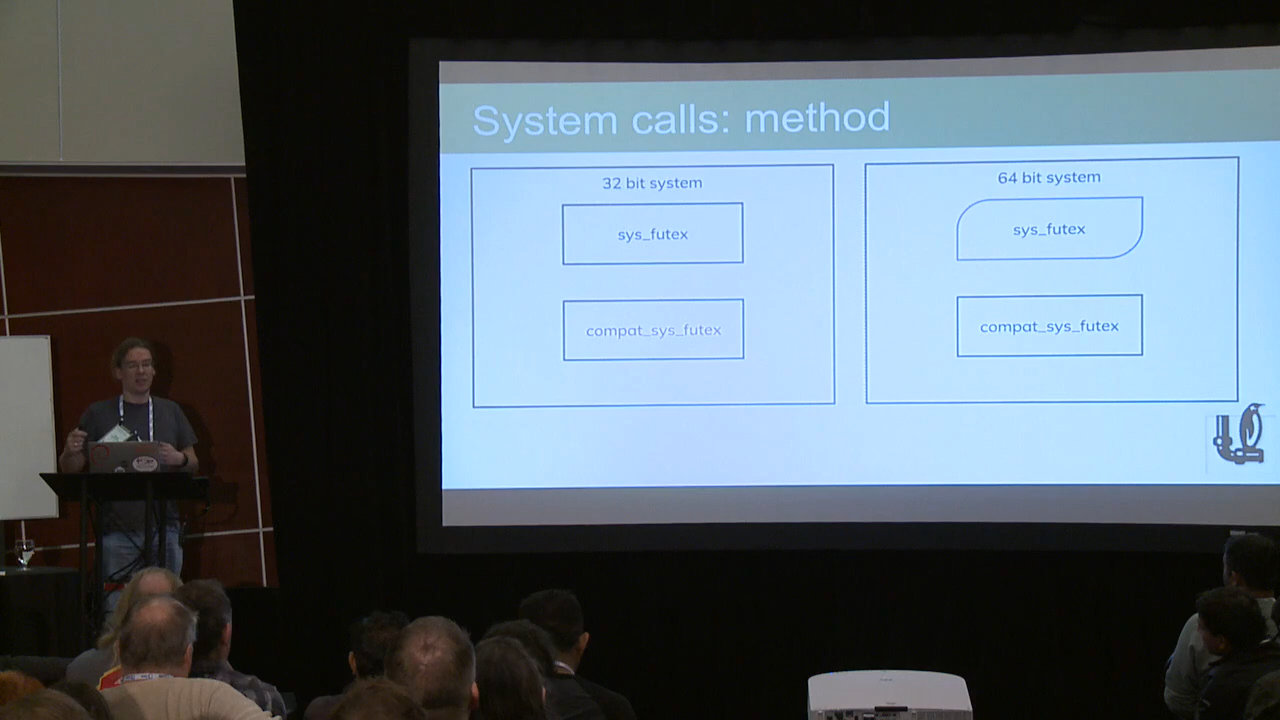 System calls: method
32 bit system
sys_futex
compat_sys_futex
64 bit system
sys_futex
compat_sys_futex